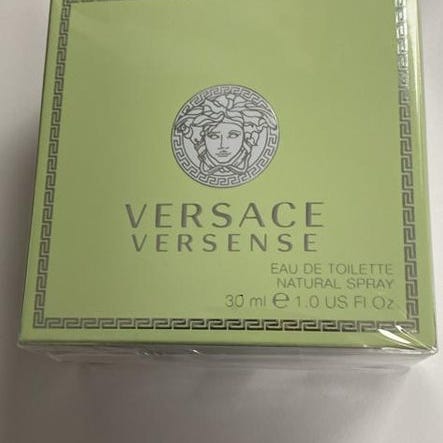 VERSACE
VERSENSE
EAU DE TOILETTE
NATURAL SPRAY
30 ml ℮ 1.0 US Fl Oz